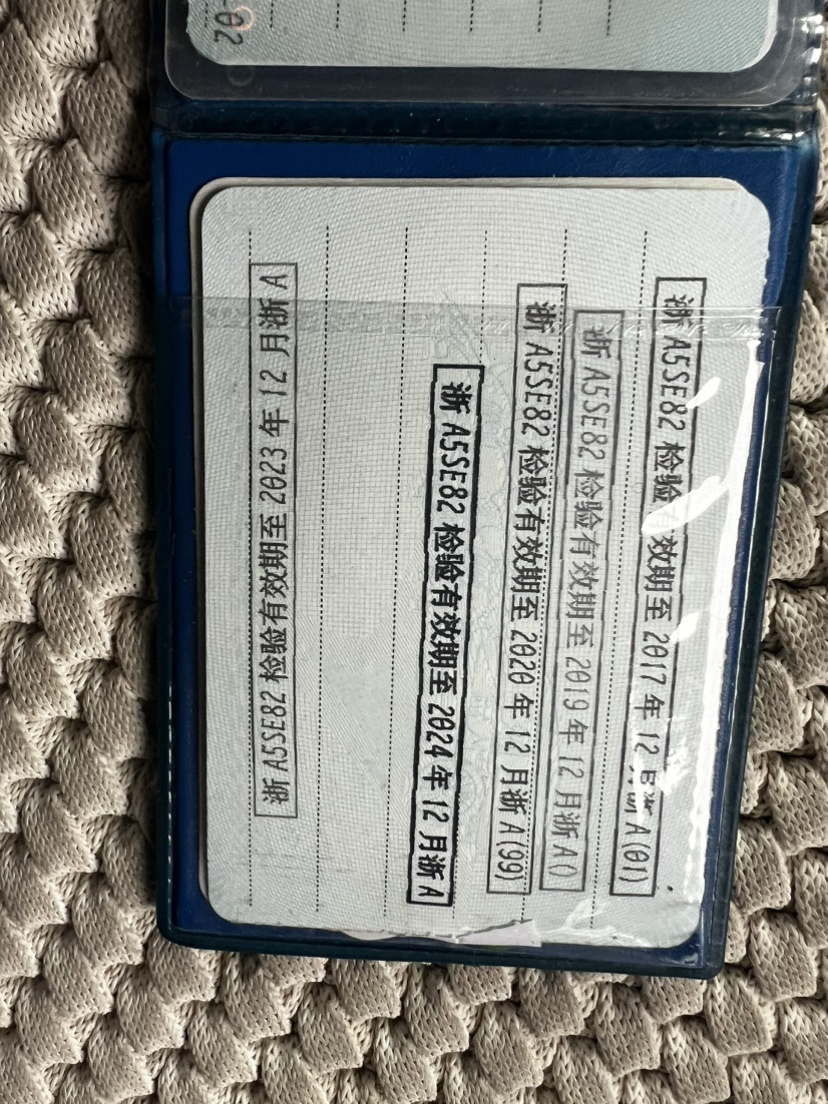 -02
浙 A5SE82 检验有效期至 2017 年 12 月浙 A(01)
浙 A5SE82 检验有效期至 2019 年 12 月浙 A()
浙 A5SE82 检验有效期至 2020 年 12 月浙 A(99)
浙 A5SE82 检验有效期至 2024 年 12 月浙 A
浙 A5SE82 检验有效期至 2023 年 12 月浙 A